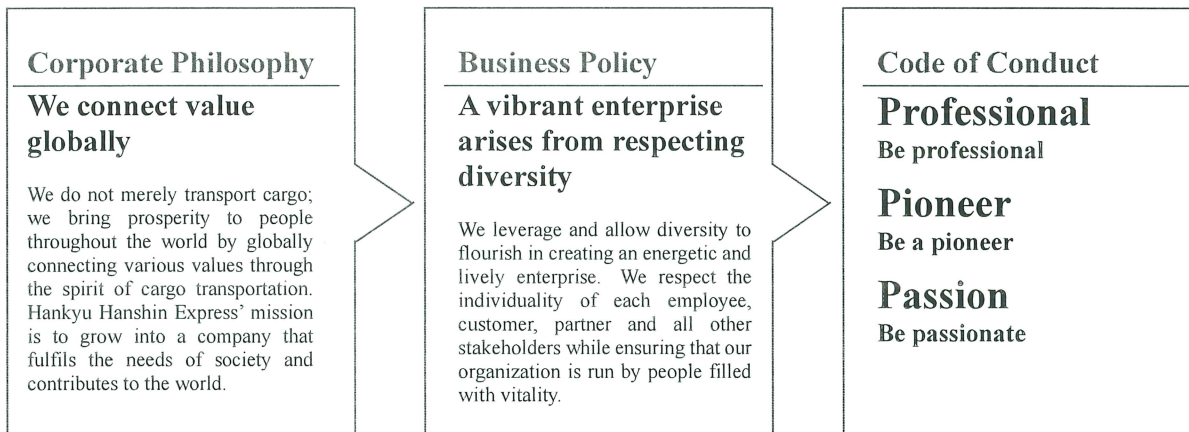 Corporate Philosophy
We connect value
globally
We do not merely transport cargo;
we bring prosperity to people
throughout the world by globally
connecting various values through
the spirit of cargo transportation.
Hankyu Hanshin Express’ mission
is to grow into a company that
fulfils the needs of society and
contributes to the world.
Business Policy
A vibrant enterprise
arises from respecting
diversity
We leverage and allow diversity to
flourish in creating an energetic and
lively enterprise. We respect the
individuality of each employee,
customer, partner and all other
stakeholders while ensuring that our
organization is run by people filled
with vitality.
Code of Conduct
Professional
Be professional
Pioneer
Be a pioneer
Passion
Be passionate